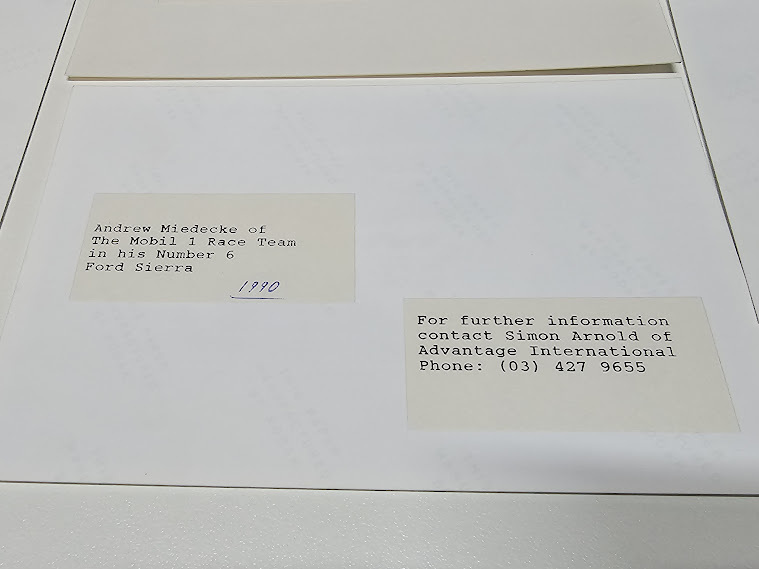 Andrew Miedecke of
The Mobil 1 Race Team
in his Number 6
Ford Sierra
1990
For further information
contact Simon Arnold of
Advantage International
Phone: (03) 427 9655